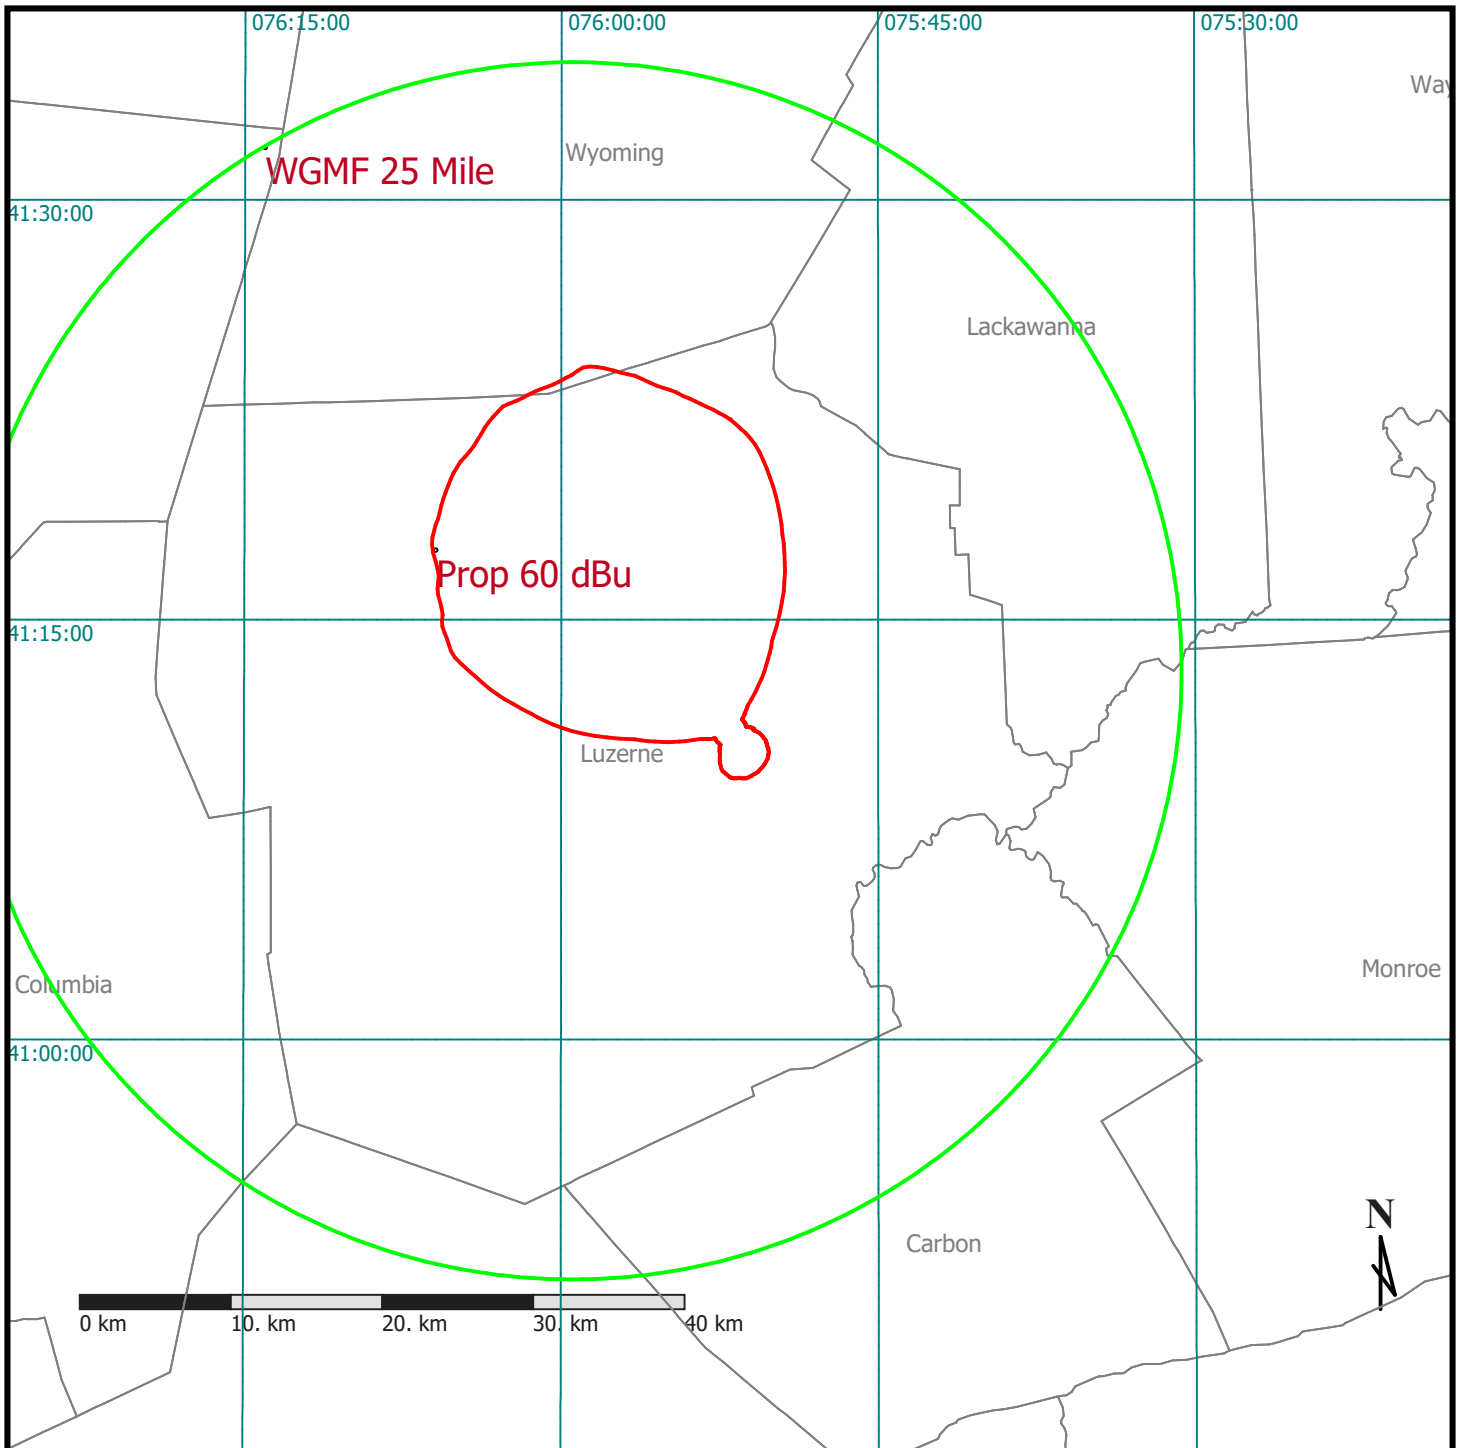 076:15:00
076:00:00
075:45:00
075:30:00
Way
Wyoming
WGMF 25 Mile
41:30:00
Lackawanna
Prop 60 dBu
41:15:00
Luzerne
Columbia
Monroe
41:00:00
N
Carbon
0 km 10. km 20. km 30. km 40 km